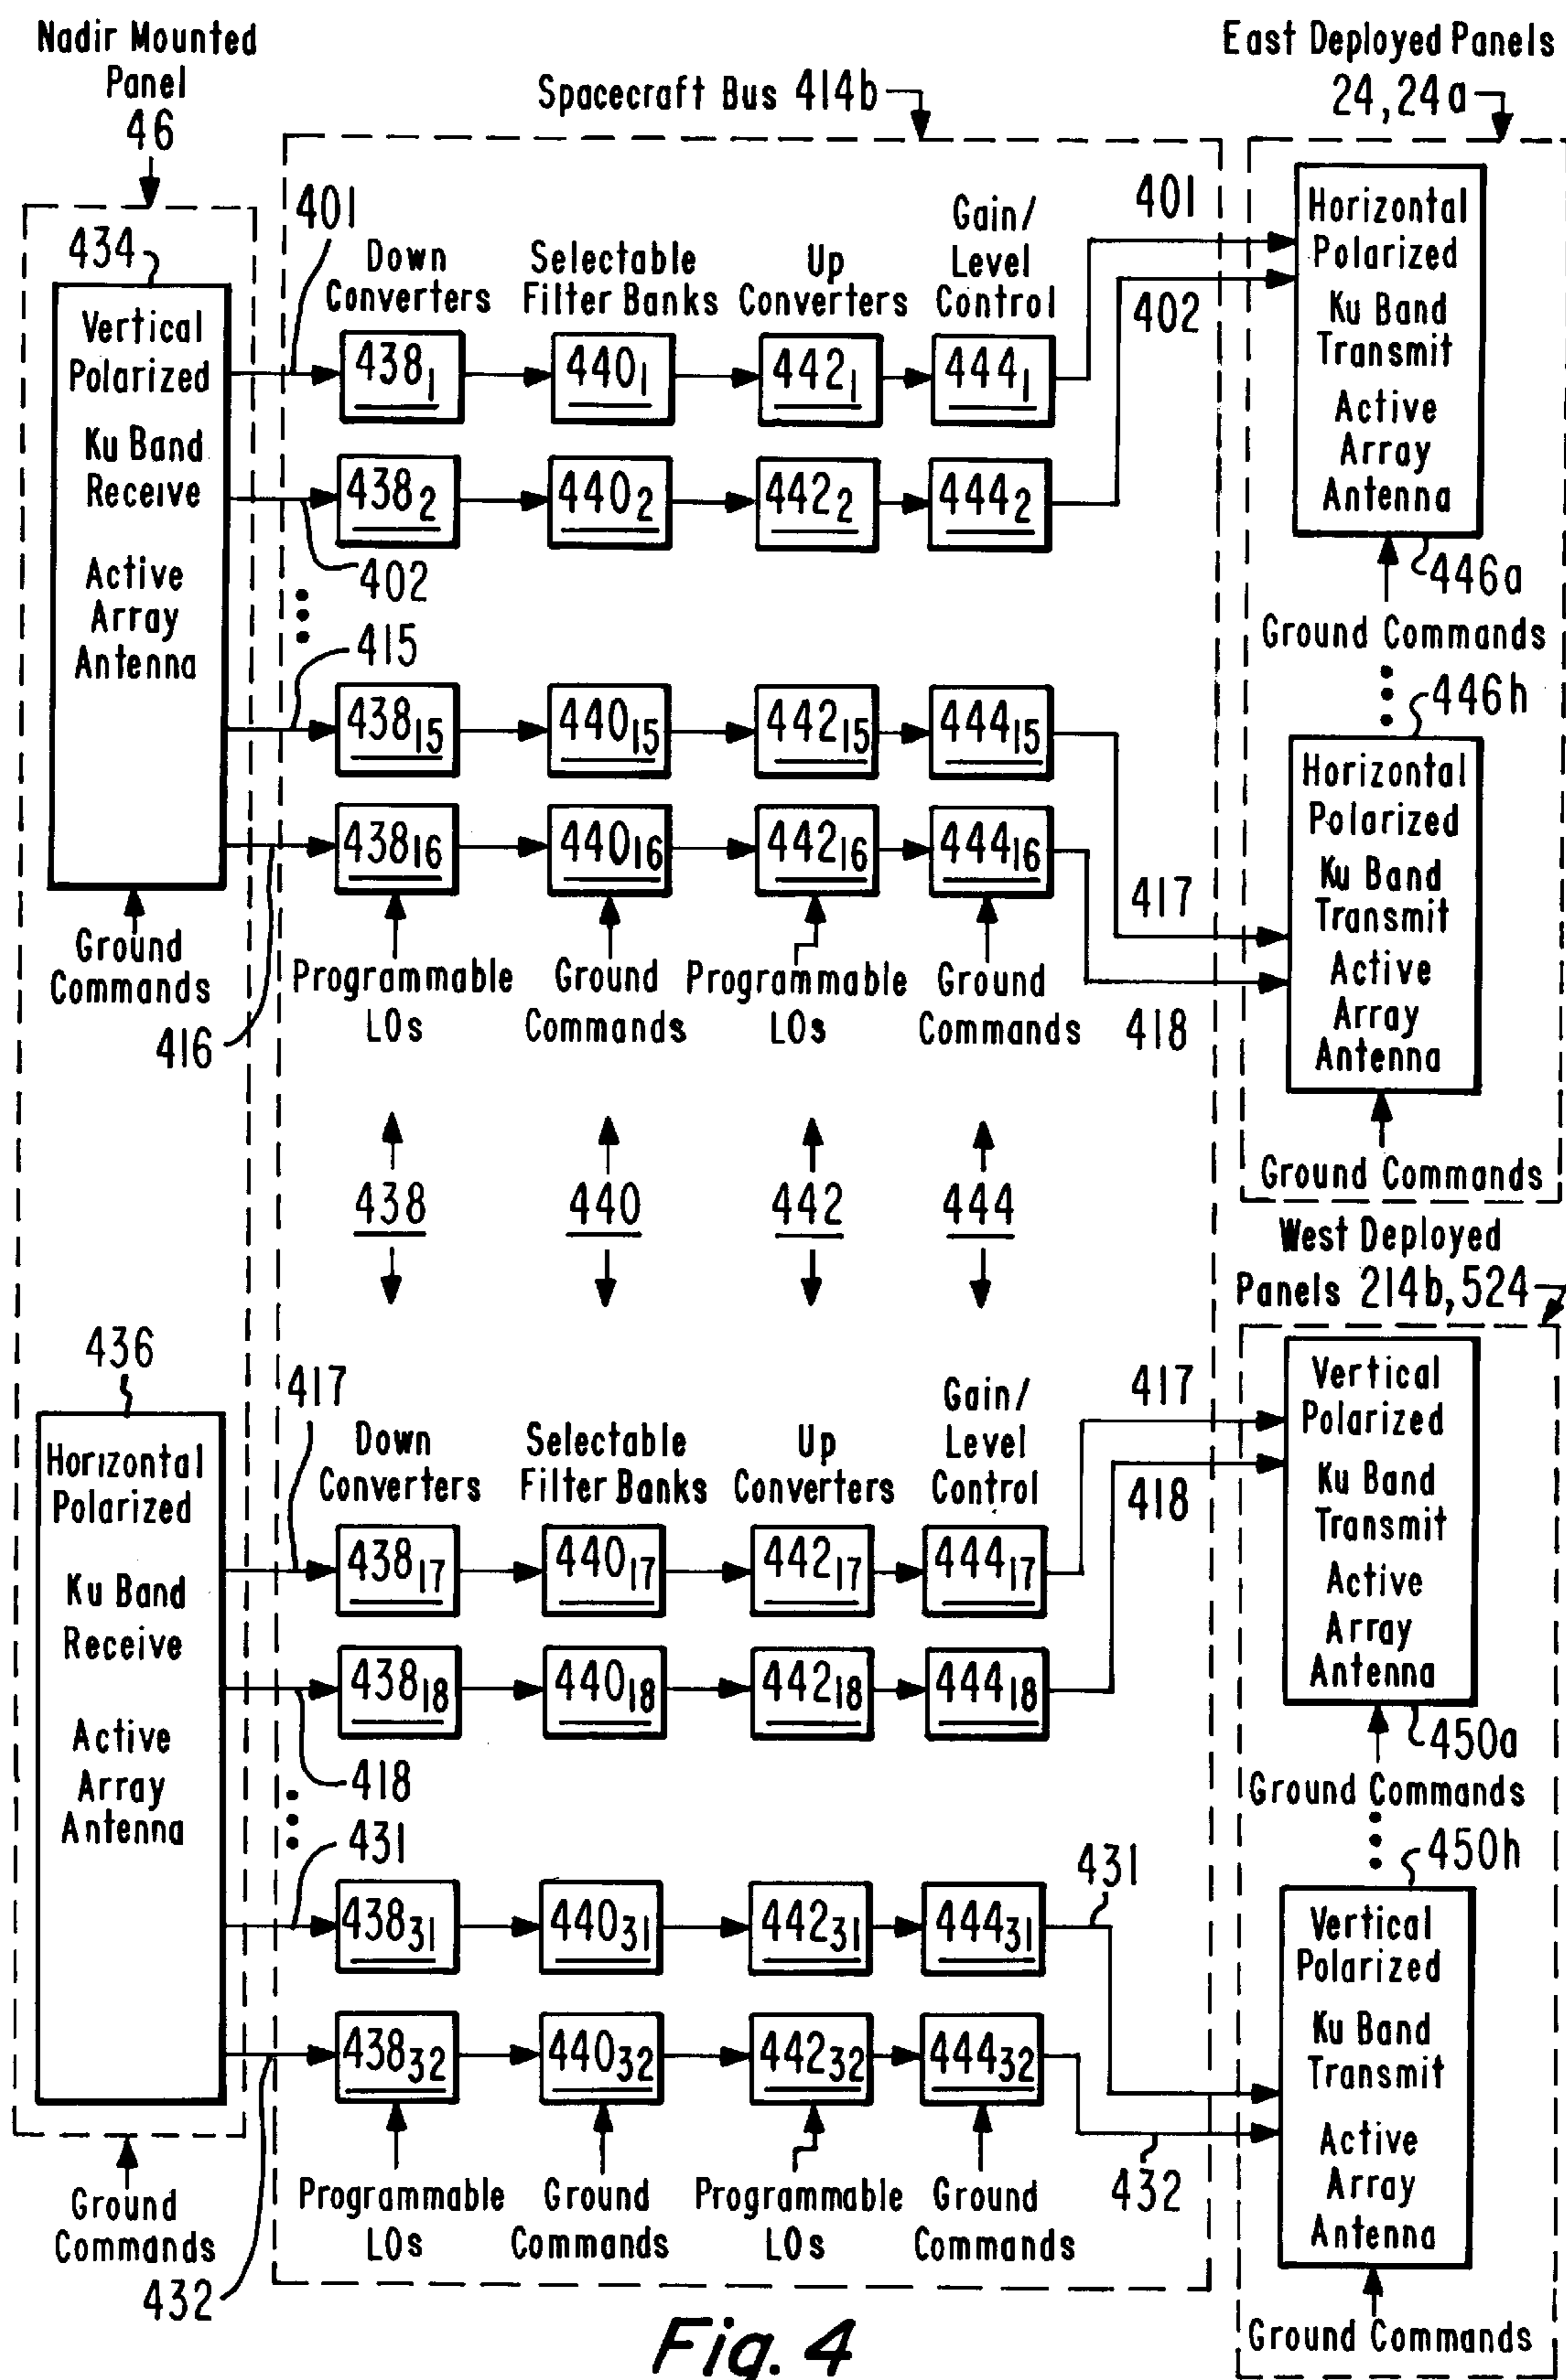 Nadir Mounted
Panel
46
Spacecraft Bus 414b
East Deployed Panels
24, 24a
434
Vertical
Polarized
Ku Band
Receive
Active
Array
Antenna
Ground
Commands
416
401
402
415
Down
Converters
Selectable
Filter Banks
Up
Converters
Gain/
Level
Control
438₁ 440₁ 442₁ 444₁
438₂ 440₂ 442₂ 444₂
438₁₅ 440₁₅ 442₁₅ 444₁₅
438₁₆ 440₁₆ 442₁₆ 444₁₆
Programmable
LOs
Ground
Commands
Programmable
LOs
Ground
Commands
401
402
417
418
Horizontal
Polarized
Ku Band
Transmit
Active
Array
Antenna
446a
Ground Commands
446h
Horizontal
Polarized
Ku Band
Transmit
Active
Array
Antenna
Ground Commands
438 440 442 444
West Deployed
Panels 214b, 524
436
Horizontal
Polarized
Ku Band
Receive
Active
Array
Antenna
Ground
Commands
432
417
418
431
Down
Converters
Selectable
Filter Banks
Up
Converters
Gain/
Level
Control
438₁₇ 440₁₇ 442₁₇ 444₁₇
438₁₈ 440₁₈ 442₁₈ 444₁₈
438₃₁ 440₃₁ 442₃₁ 444₃₁
438₃₂ 440₃₂ 442₃₂ 444₃₂
Programmable
LOs
Ground
Commands
Programmable
LOs
Ground
Commands
417
418
431
432
Vertical
Polarized
Ku Band
Transmit
Active
Array
Antenna
450a
Ground Commands
450h
Vertical
Polarized
Ku Band
Transmit
Active
Array
Antenna
Ground Commands
Fig. 4